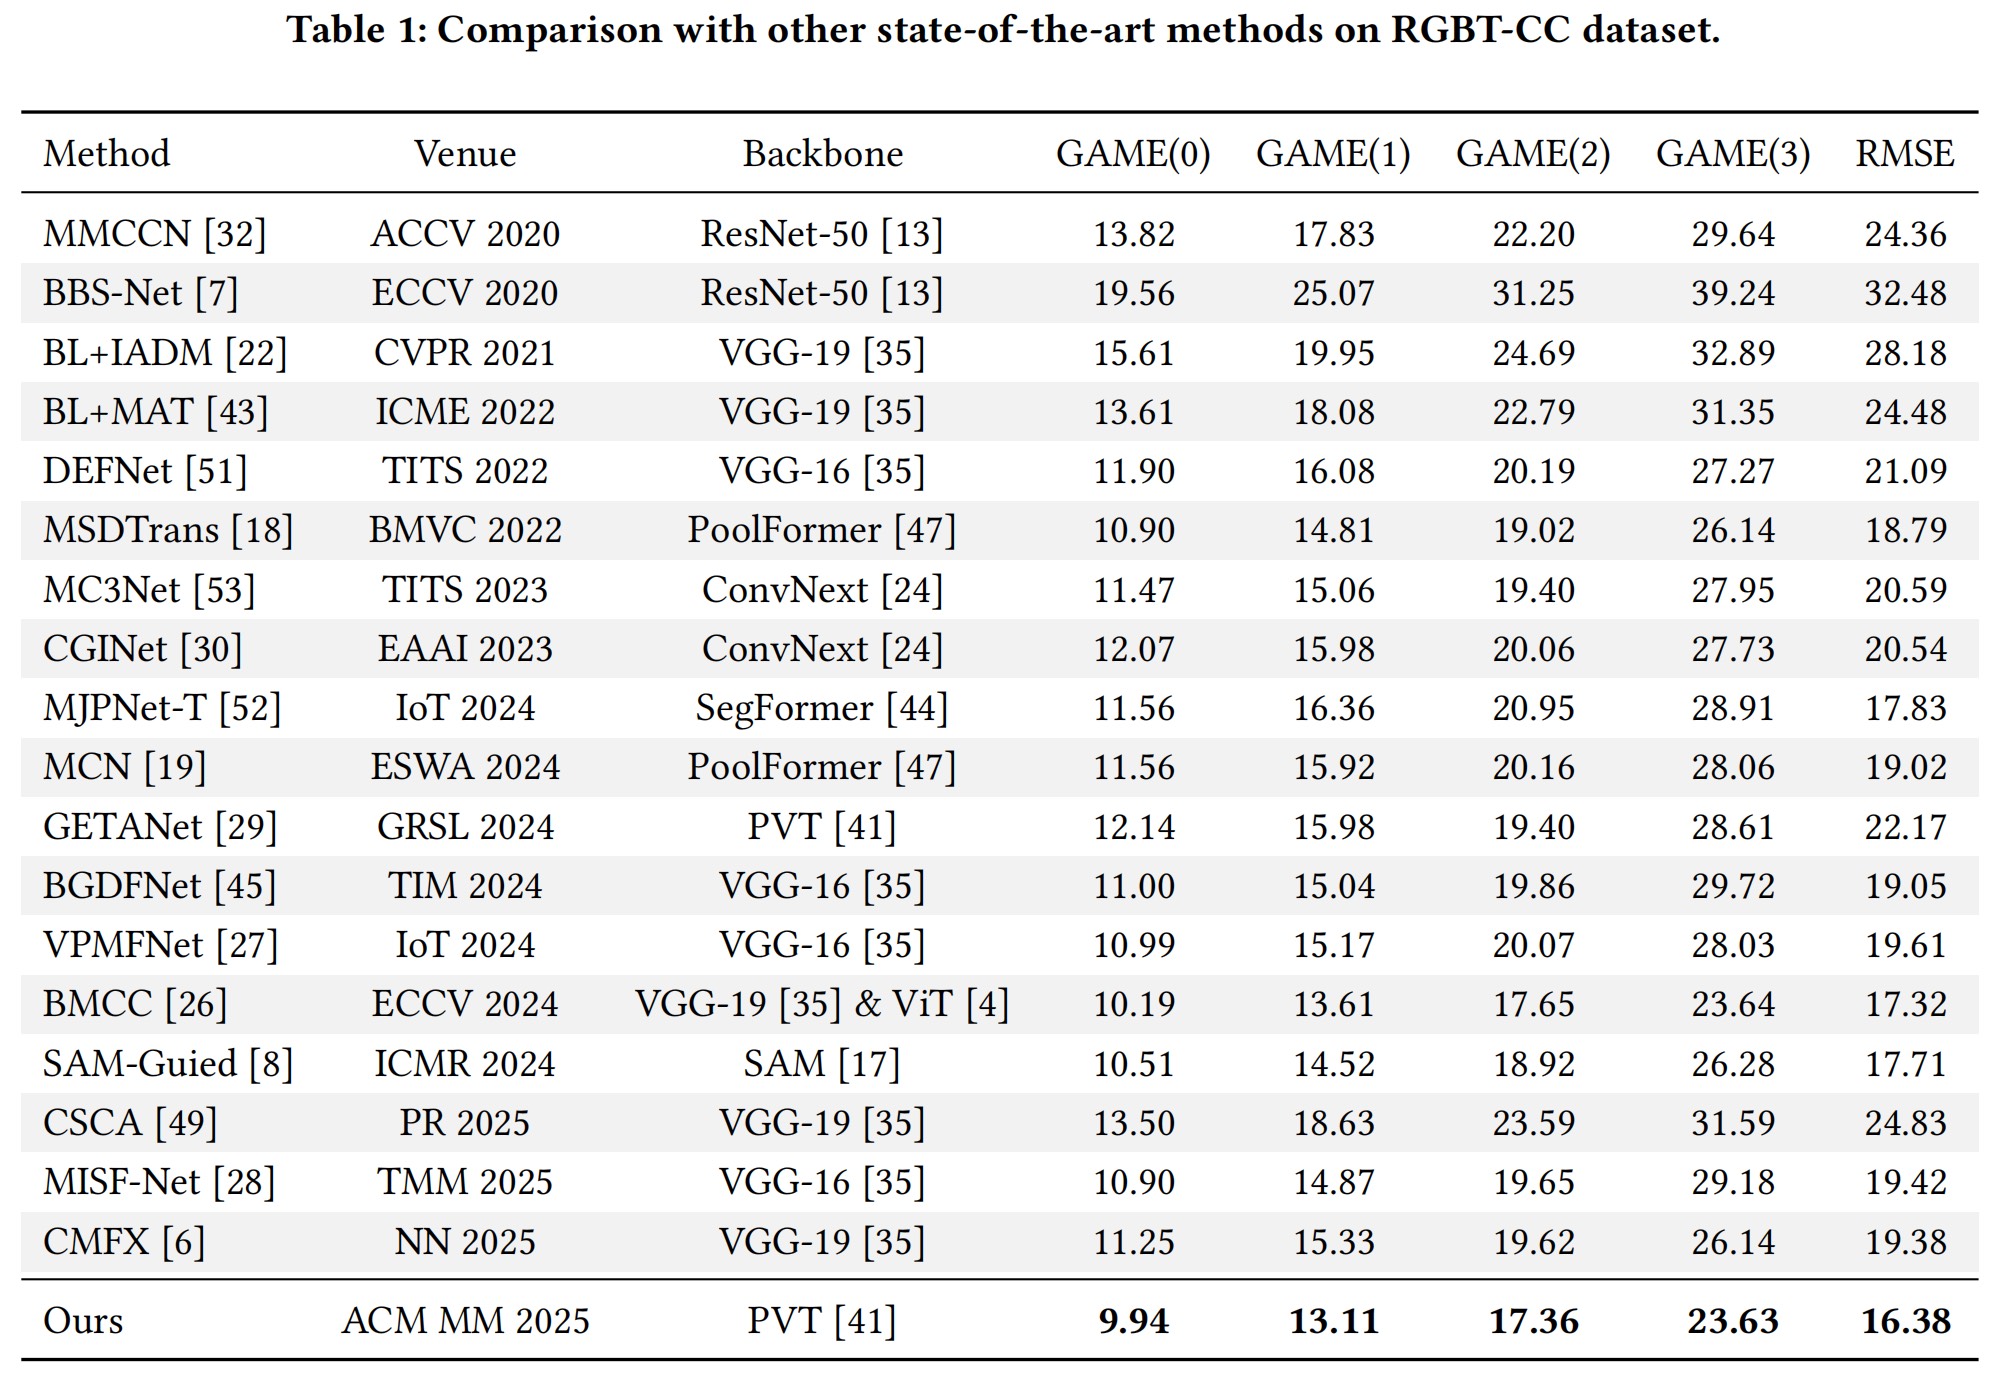 Table 1: Comparison with other state-of-the-art methods on RGBT-CC dataset.
Method Venue Backbone GAME(0) GAME(1) GAME(2) GAME(3) RMSE
MMCCN [32] ACCV 2020 ResNet-50 [13] 13.82 17.83 22.20 29.64 24.36
BBS-Net [7] ECCV 2020 ResNet-50 [13] 19.56 25.07 31.25 39.24 32.48
BL+IADM [22] CVPR 2021 VGG-19 [35] 15.61 19.95 24.69 32.89 28.18
BL+MAT [43] ICME 2022 VGG-19 [35] 13.61 18.08 22.79 31.35 24.48
DEFNet [51] TITS 2022 VGG-16 [35] 11.90 16.08 20.19 27.27 21.09
MSDTrans [18] BMVC 2022 PoolFormer [47] 10.90 14.81 19.02 26.14 18.79
MC3Net [53] TITS 2023 ConvNext [24] 11.47 15.06 19.40 27.95 20.59
CGINet [30] EAAI 2023 ConvNext [24] 12.07 15.98 20.06 27.73 20.54
MJPNet-T [52] IoT 2024 SegFormer [44] 11.56 16.36 20.95 28.91 17.83
MCN [19] ESWA 2024 PoolFormer [47] 11.56 15.92 20.16 28.06 19.02
GETANet [29] GRSL 2024 PVT [41] 12.14 15.98 19.40 28.61 22.17
BGDFNet [45] TIM 2024 VGG-16 [35] 11.00 15.04 19.86 29.72 19.05
VPMFNet [27] IoT 2024 VGG-16 [35] 10.99 15.17 20.07 28.03 19.61
BMCC [26] ECCV 2024 VGG-19 [35] & ViT [4] 10.19 13.61 17.65 23.64 17.32
SAM-Guied [8] ICMR 2024 SAM [17] 10.51 14.52 18.92 26.28 17.71
CSCA [49] PR 2025 VGG-19 [35] 13.50 18.63 23.59 31.59 24.83
MISF-Net [28] TMM 2025 VGG-16 [35] 10.90 14.87 19.65 29.18 19.42
CMFX [6] NN 2025 VGG-19 [35] 11.25 15.33 19.62 26.14 19.38
Ours ACM MM 2025 PVT [41] 9.94 13.11 17.36 23.63 16.38